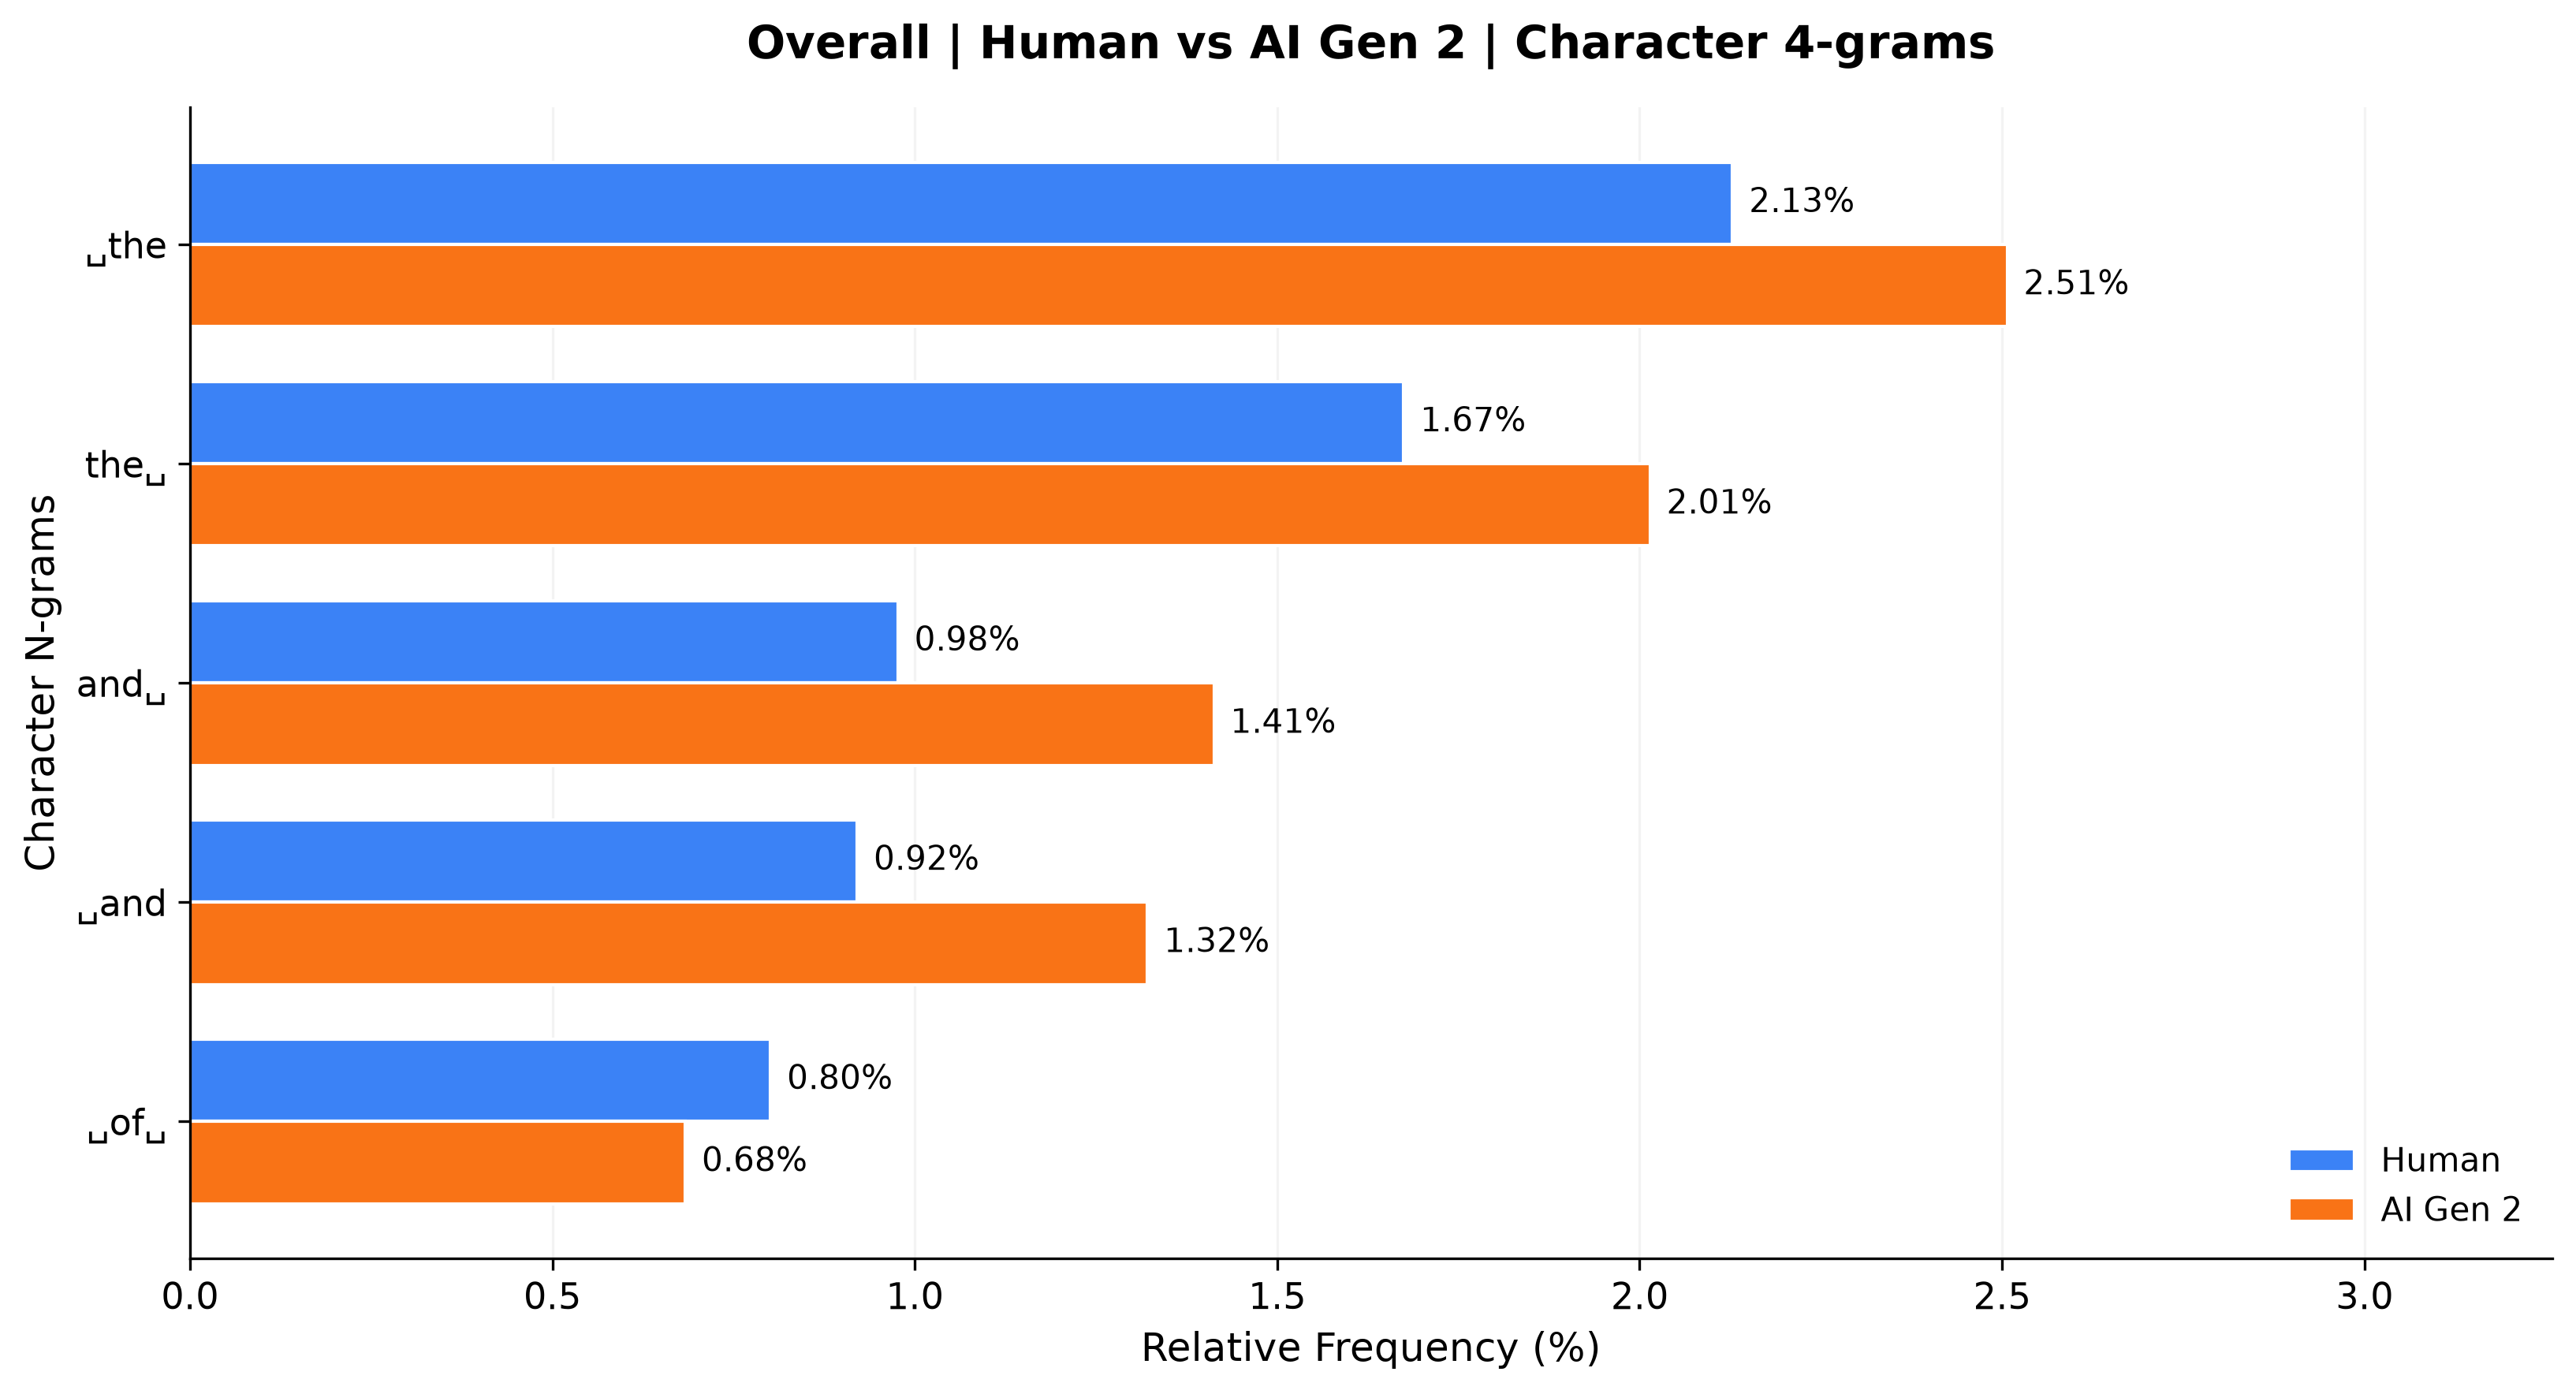 Overall | Human vs AI Gen 2 | Character 4-grams
Character N-grams
␣the
2.13%
2.51%
the␣
1.67%
2.01%
and␣
0.98%
1.41%
␣and
0.92%
1.32%
␣of␣
0.80%
0.68%
Human
AI Gen 2
0.0 0.5 1.0 1.5 2.0 2.5 3.0
Relative Frequency (%)